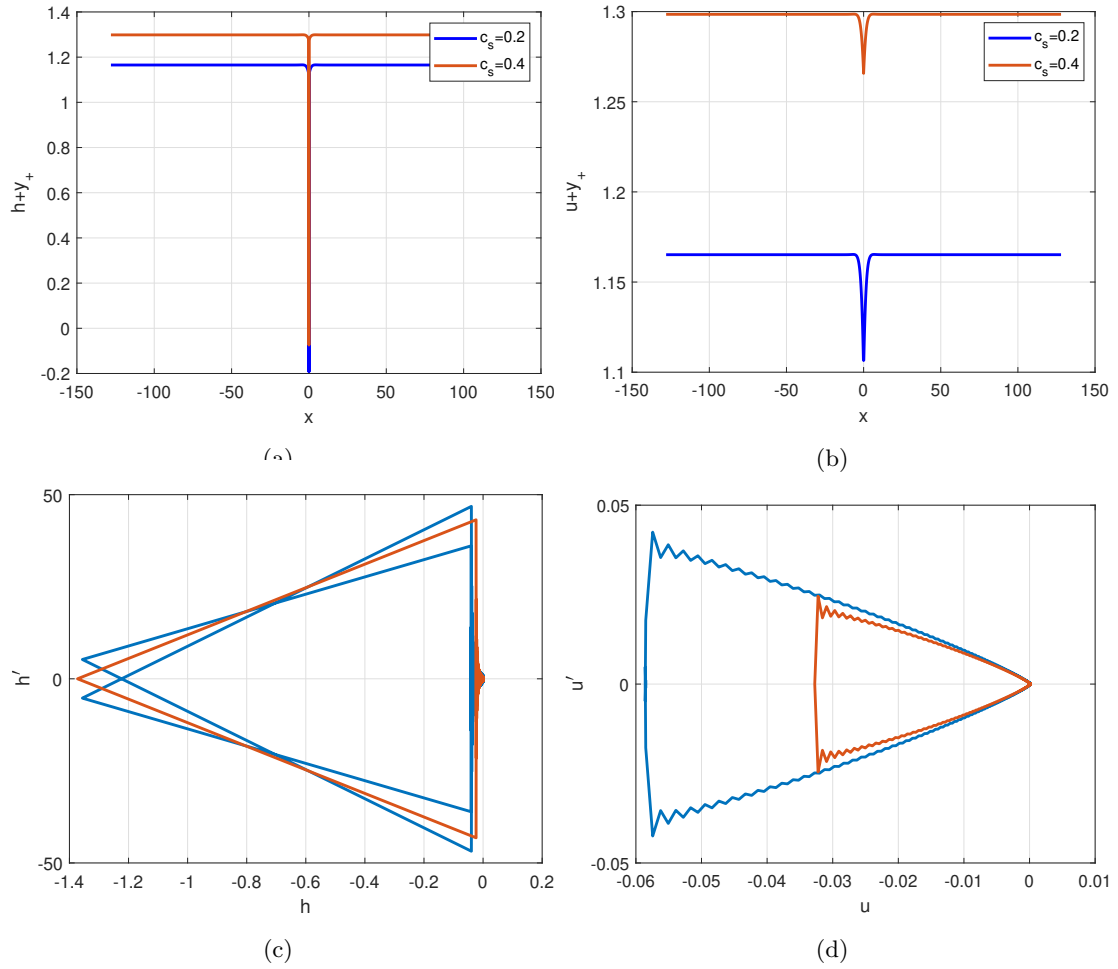 1.4
1.2
1
0.8
0.6
0.4
0.2
0
-0.2
-150 -100 -50 0 50 100 150
h+y+
x
c_s=0.2
c_s=0.4
(a)
1.3
1.25
1.2
1.15
1.1
-150 -100 -50 0 50 100 150
u+y+
x
c_s=0.2
c_s=0.4
(b)
50
0
-50
-1.4 -1.2 -1 -0.8 -0.6 -0.4 -0.2 0 0.2
h′
h
(c)
0.05
0
-0.05
-0.06 -0.05 -0.04 -0.03 -0.02 -0.01 0 0.01
u′
u
(d)